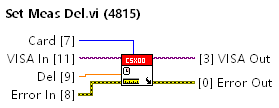 Set Meas Del.vi (4815)
Card [7]
VISA In [11]
Del [9]
Error In [8]
CSX00
[3] VISA Out
[0] Error Out